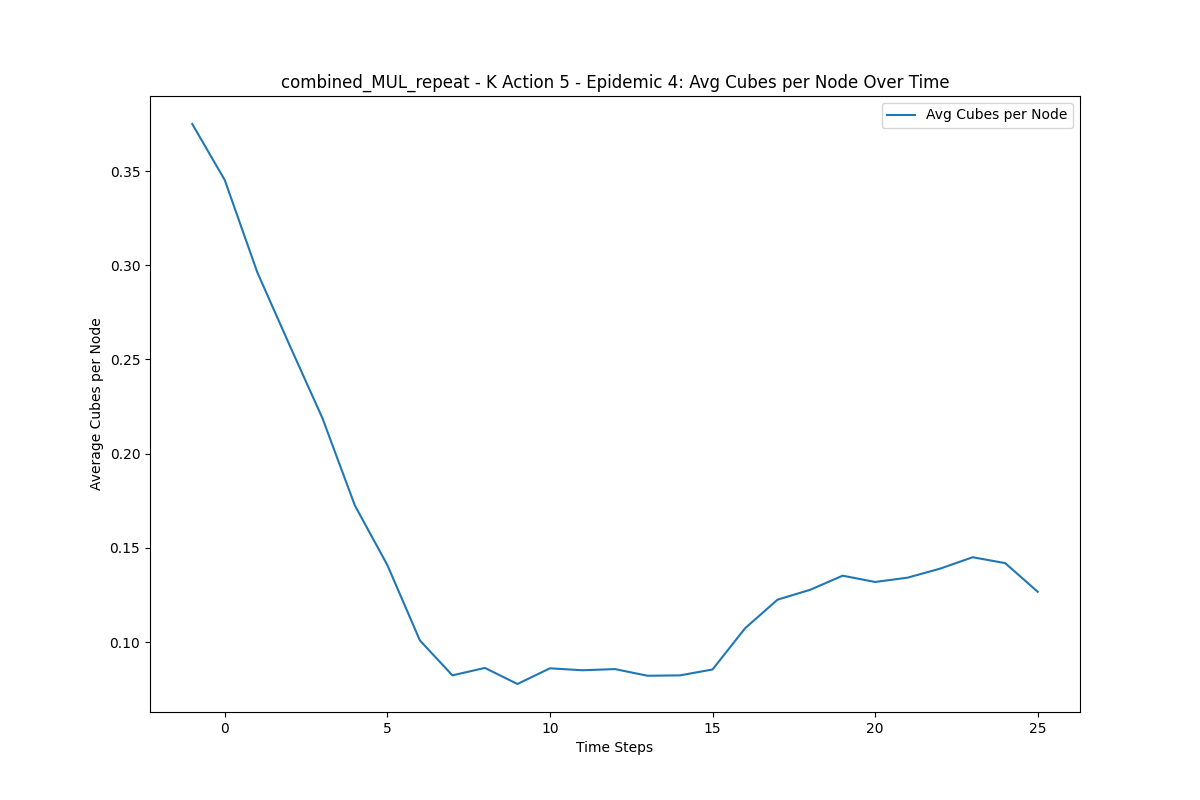 combined_MUL_repeat - K Action 5 - Epidemic 4: Avg Cubes per Node Over Time
Avg Cubes per Node
Average Cubes per Node
0.35
0.30
0.25
0.20
0.15
0.10
0 5 10 15 20 25
Time Steps